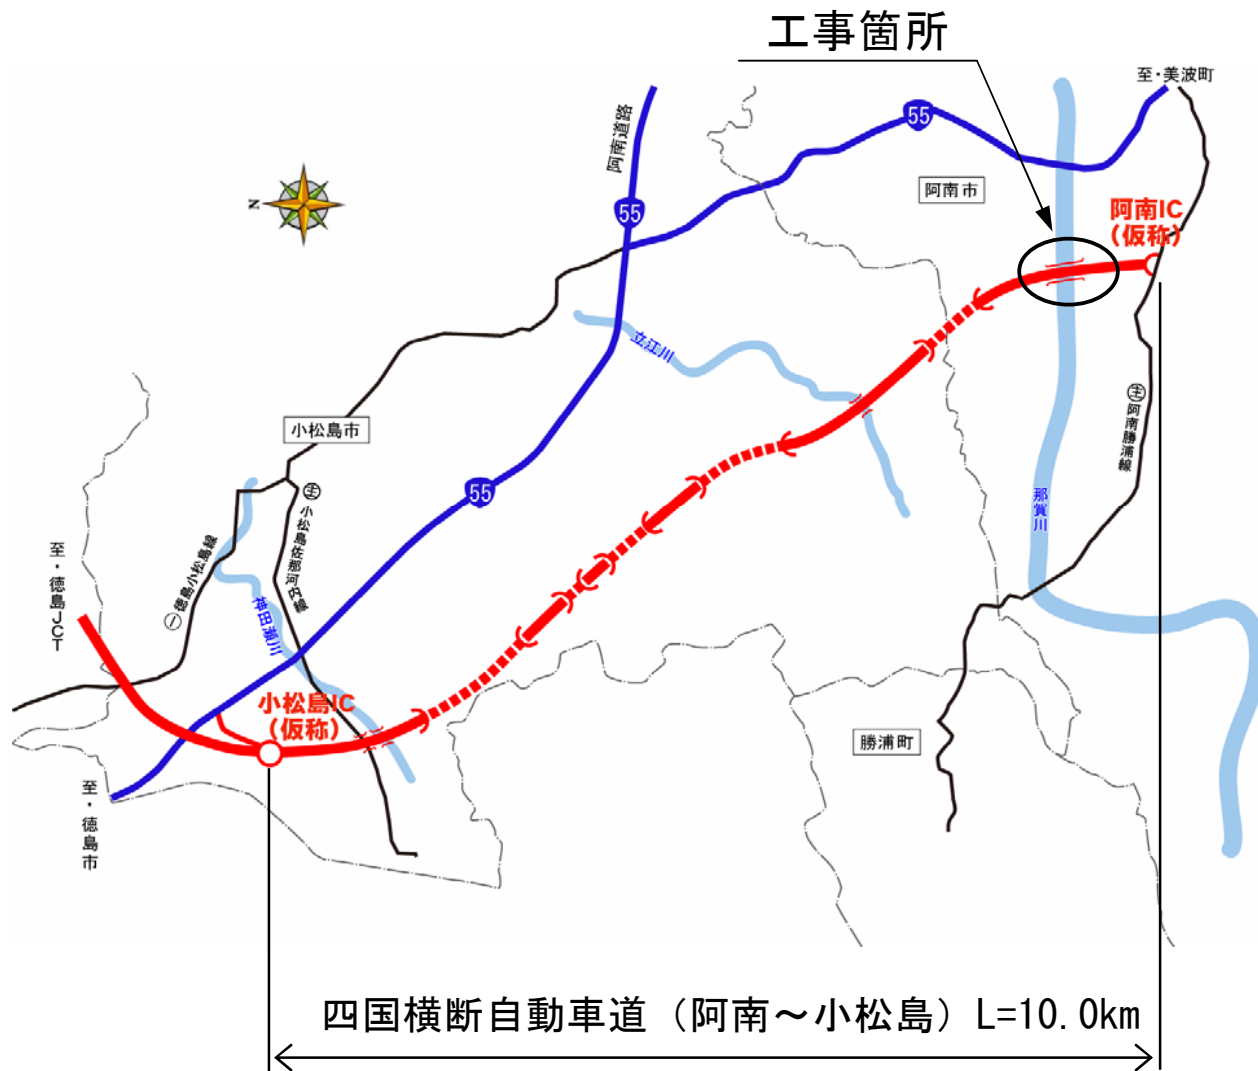 工事箇所
至・美波町
55
阿南道路
阿南市
55
阿南IC
（仮称）
N
立江川
主
阿南勝浦線
小松島市
55
主
小松島佐那河内線
那賀川
一
徳島小松島線
至・徳島JCT
神田瀬川
小松島IC
（仮称）
勝浦町
至・徳島市
四国横断自動車道（阿南～小松島）L=10.0km